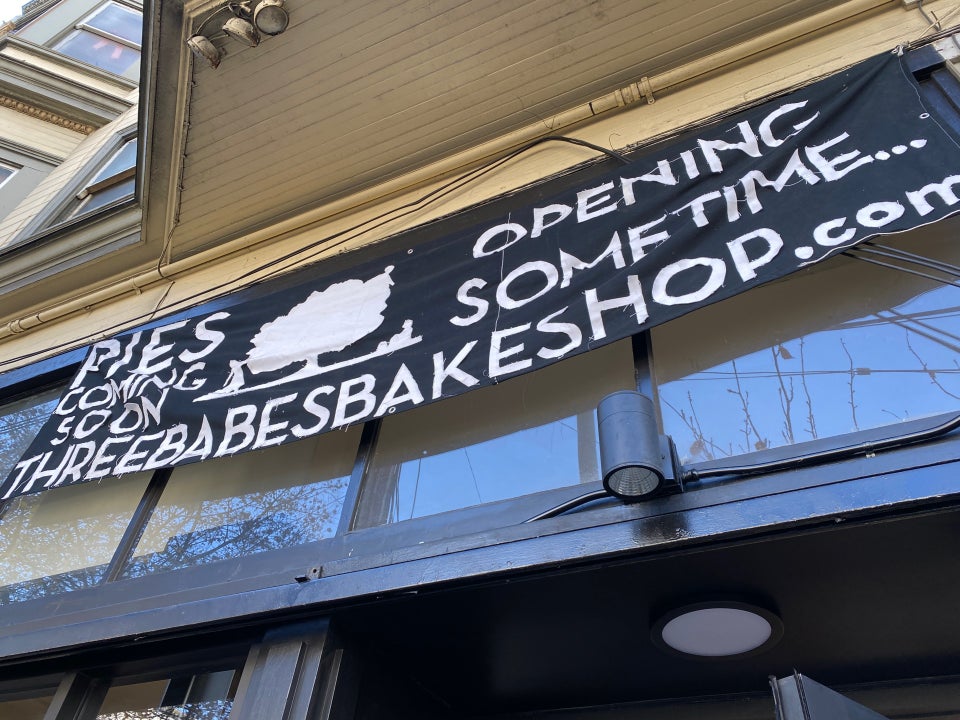 PIES
COMING
SOON
OPENING
SOMETIME...
THREEBABESBAKESHOP.com